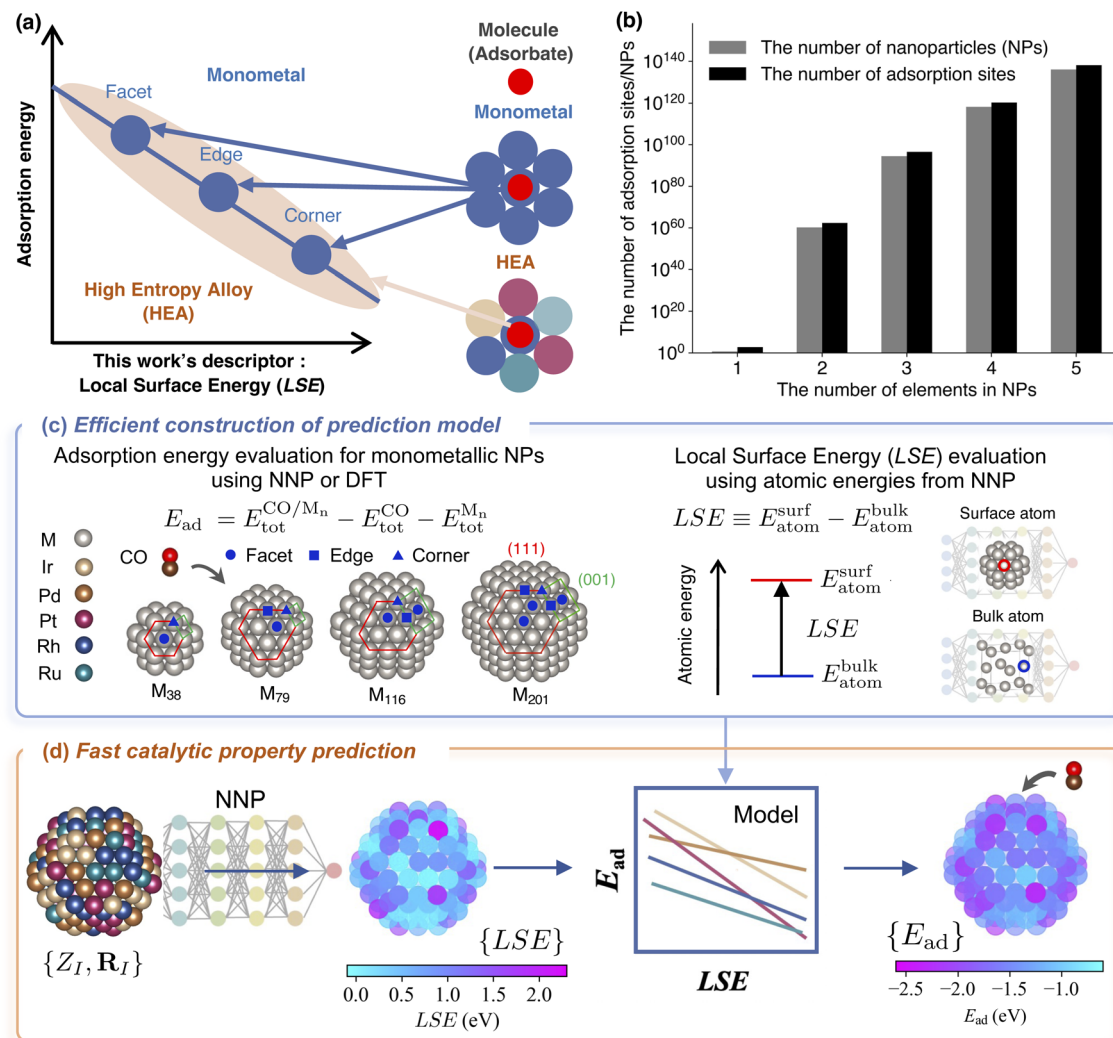 (a)
Adsorption energy
Monometal
Facet
Edge
Corner
High Entropy Alloy
(HEA)
This work's descriptor :
Local Surface Energy (LSE)
Molecule
(Adsorbate)
Monometal
HEA
(b)
The number of adsorption sites/NPs
10^140
10^120
10^100
10^80
10^60
10^40
10^20
10^0
The number of nanoparticles (NPs)
The number of adsorption sites
1 2 3 4 5
The number of elements in NPs
(c) Efficient construction of prediction model
Adsorption energy evaluation for monometallic NPs
using NNP or DFT
E_ad = E_tot^{CO/M_n} − E_tot^{CO} − E_tot^{M_n}
M
Ir
Pd
Pt
Rh
Ru
CO
Facet Edge Corner
(111)
(001)
M_38
M_79
M_116
M_201
Local Surface Energy (LSE) evaluation
using atomic energies from NNP
LSE ≡ E_atom^{surf} − E_atom^{bulk}
Atomic energy
E_atom^{surf}
LSE
E_atom^{bulk}
Surface atom
Bulk atom
(d) Fast catalytic property prediction
NNP
{Z_I, R_I}
{LSE}
0.0 0.5 1.0 1.5 2.0
LSE (eV)
Model
E_ad
LSE
{E_ad}
−2.5 −2.0 −1.5 −1.0
E_ad (eV)